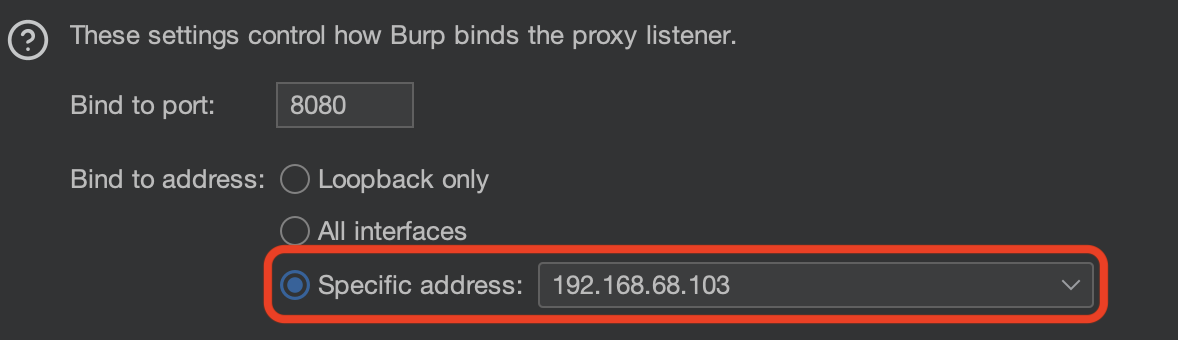 These settings control how Burp binds the proxy listener.
Bind to port: 8080
Bind to address: Loopback only
All interfaces
Specific address: 192.168.68.103